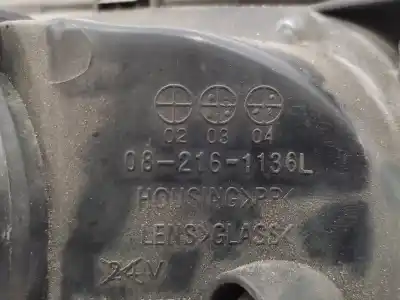 02 03 04
08-216-1136L
HOUSING>PP<
LENS>GLASS<
24V